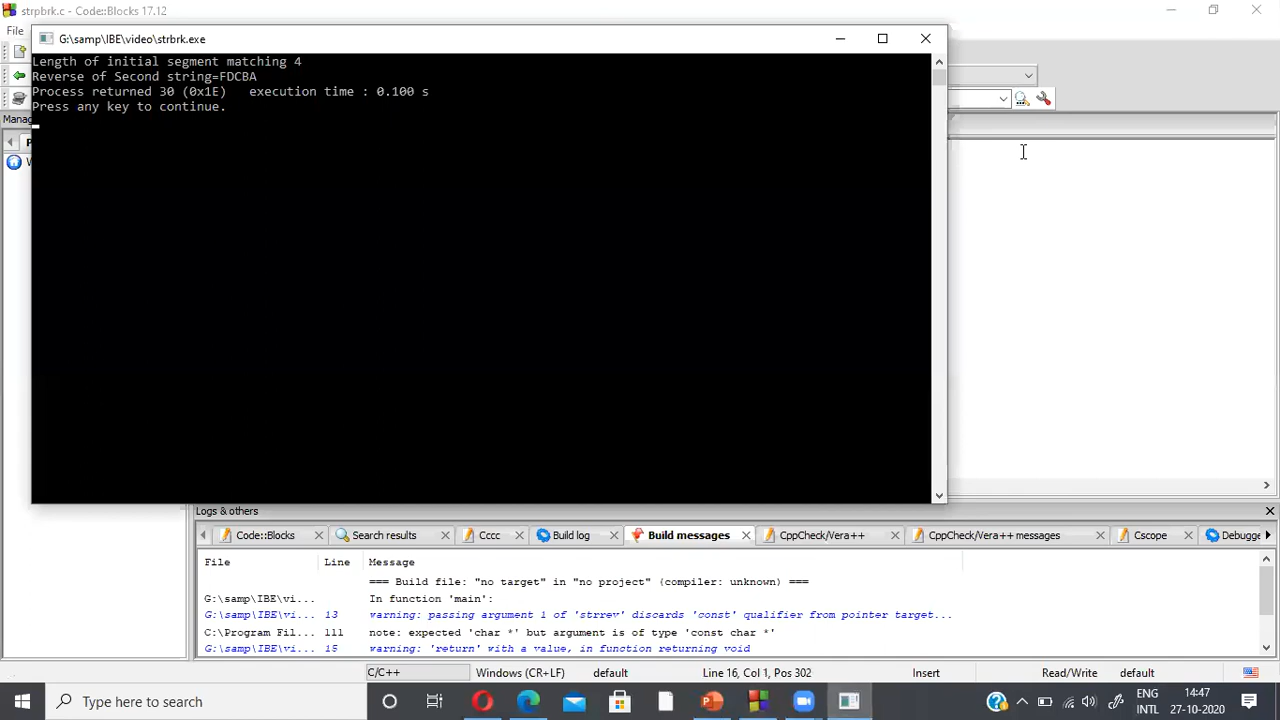 strpbrk.c - Code::Blocks 17.12
File
G:\samp\IBE\video\strbrk.exe
Length of initial segment matching 4
Reverse of Second string=FDCBA
Process returned 30 (0x1E)   execution time : 0.100 s
Press any key to continue.
Mana
Logs & others
Code::Blocks
Search results
Cccc
Build log
Build messages
CppCheck/Vera++
CppCheck/Vera++ messages
Cscope
Debugge
File Line Message
=== Build file: "no target" in "no project" (compiler: unknown) ===
G:\samp\IBE\vi... In function 'main':
G:\samp\IBE\vi... 13 warning: passing argument 1 of 'strrev' discards 'const' qualifier from pointer target...
C:\Program Fil... 111 note: expected 'char *' but argument is of type 'const char *'
G:\samp\IBE\vi... 15 warning: 'return' with a value, in function returning void
C/C++ Windows (CR+LF) default Line 16, Col 1, Pos 302 Insert Read/Write default
Type here to search
ENG
INTL
14:47
27-10-2020